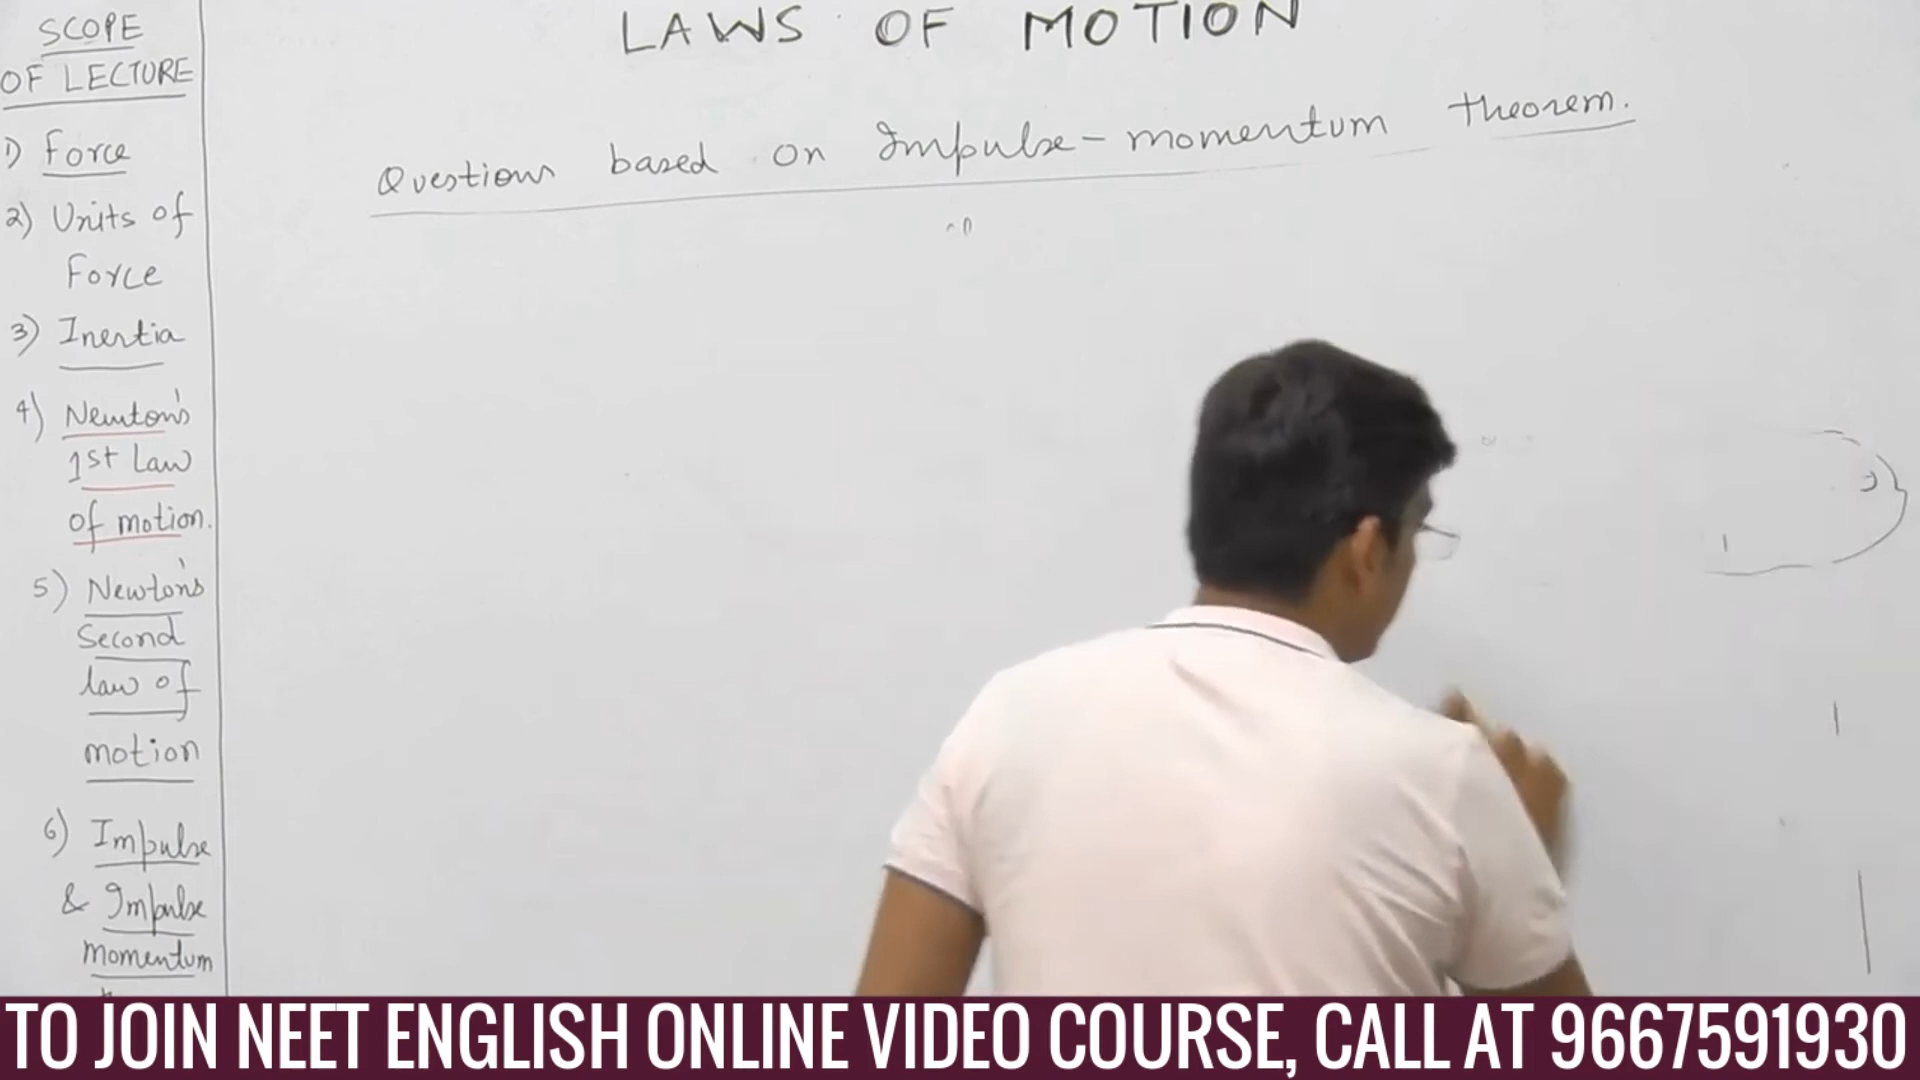 SCOPE
OF LECTURE
1) Force
2) Units of
Force
3) Inertia
4) Newton's
1st Law
of motion.
5) Newton's
Second
law of
motion
6) Impulse
& Impulse
Momentum
LAWS OF MOTION
Questions based on Impulse-momentum theorem.
TO JOIN NEET ENGLISH ONLINE VIDEO COURSE, CALL AT 9667591930